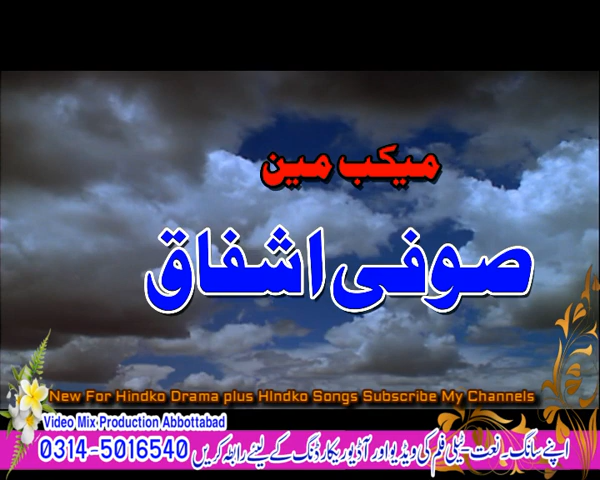 میکپ مین
صوفی اشفاق
New For Hindko Drama plus HIndko Songs Subscribe My Channels
Video Mix Production Abbottabad
اپنے سانگ۔نعت-ٹیلی فلم کی ویڈیو اور آڈیو ریکارڈنگ کے لیئے رابطہ کریں 0314-5016540